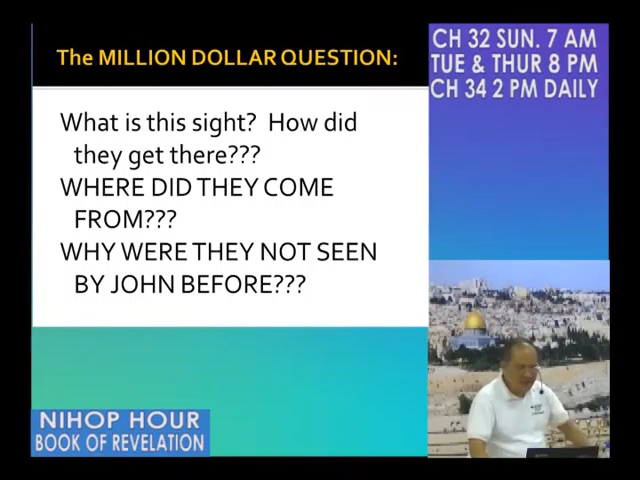 The MILLION DOLLAR QUESTION:
CH 32 SUN. 7 AM
TUE & THUR 8 PM
CH 34 2 PM DAILY
What is this sight? How did
they get there???
WHERE DID THEY COME
FROM???
WHY WERE THEY NOT SEEN
BY JOHN BEFORE???
NIHOP HOUR
BOOK OF REVELATION